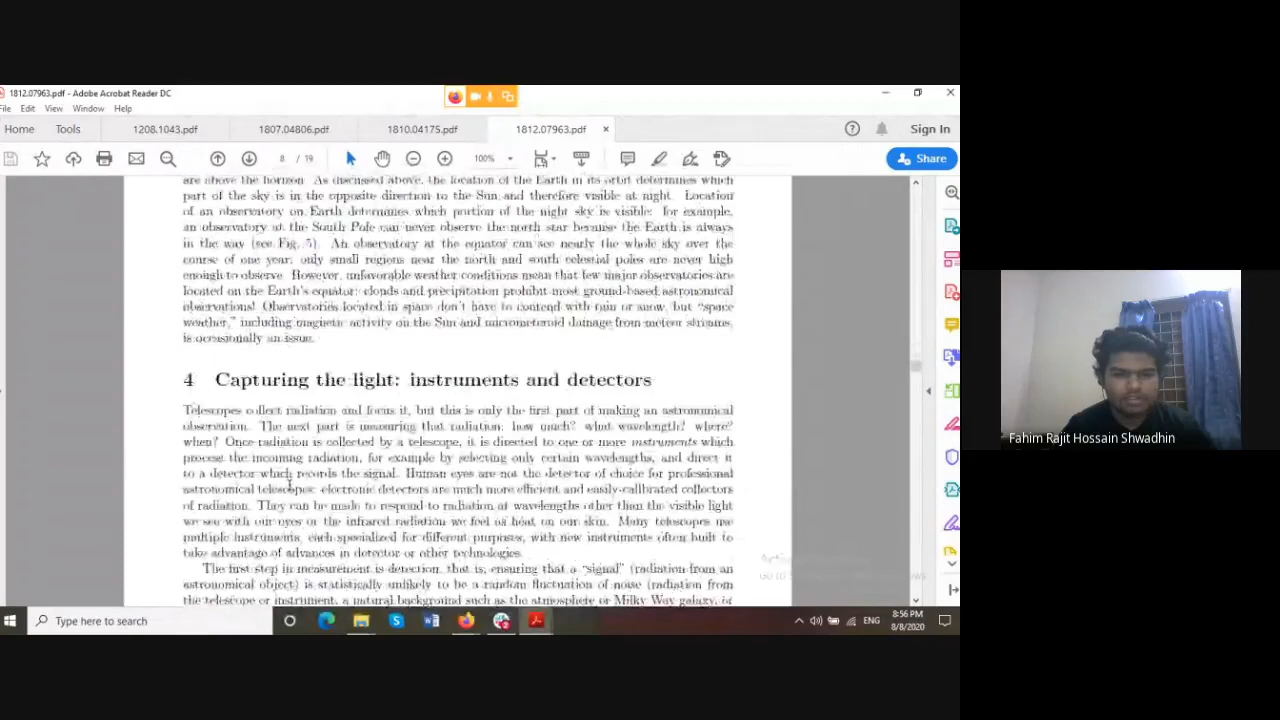 1812.07963.pdf - Adobe Acrobat Reader DC
File Edit View Window Help
Home Tools 1208.1043.pdf 1807.04806.pdf 1810.04175.pdf 1812.07963.pdf × Sign In
8 / 19 100% Share
are above the horizon. As discussed above, the location of the Earth in its orbit determines which
part of the sky is in the opposite direction to the Sun and therefore visible at night. Location
of an observatory on Earth determines which portion of the night sky is visible: for example,
an observatory at the South Pole can never observe the north star because the Earth is always
in the way (see Fig. 5). An observatory at the equator can see nearly the whole sky over the
course of one year; only small regions near the north and south celestial poles are never high
enough to observe. However, unfavorable weather conditions mean that few major observatories are
located on the Earth's equator: clouds and precipitation prohibit most ground-based astronomical
observations! Observatories located in space don't have to contend with rain or snow, but "space
weather," including magnetic activity on the Sun and micrometeroid damage from meteor streams,
is occasionally an issue.
4 Capturing the light: instruments and detectors
Telescopes collect radiation and focus it, but this is only the first part of making an astronomical
observation. The next part is measuring that radiation: how much? what wavelength? where?
when? Once radiation is collected by a telescope, it is directed to one or more instruments which
process the incoming radiation, for example by selecting only certain wavelengths, and direct it
to a detector which records the signal. Human eyes are not the detector of choice for professional
astronomical telescopes: electronic detectors are much more efficient and easily-calibrated collectors
of radiation. They can be made to respond to radiation at wavelengths other than the visible light
we see with our eyes or the infrared radiation we feel as heat on our skin. Many telescopes use
multiple instruments, each specialized for different purposes, with new instruments often built to
take advantage of advances in detector or other technologies.
The first step in measurement is detection, that is, ensuring that a "signal" (radiation from an
astronomical object) is statistically unlikely to be a random fluctuation of noise (radiation from
the telescope or instrument, a natural background such as the atmosphere or Milky Way galaxy, or
Type here to search
ENG
8:56 PM
8/8/2020
Fahim Rajit Hossain Shwadhin